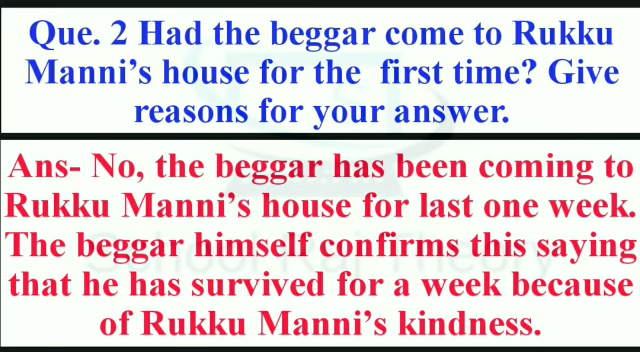 Que. 2 Had the beggar come to Rukku
Manni's house for the first time? Give
reasons for your answer.
Ans- No, the beggar has been coming to
Rukku Manni's house for last one week.
The beggar himself confirms this saying
that he has survived for a week because
of Rukku Manni's kindness.